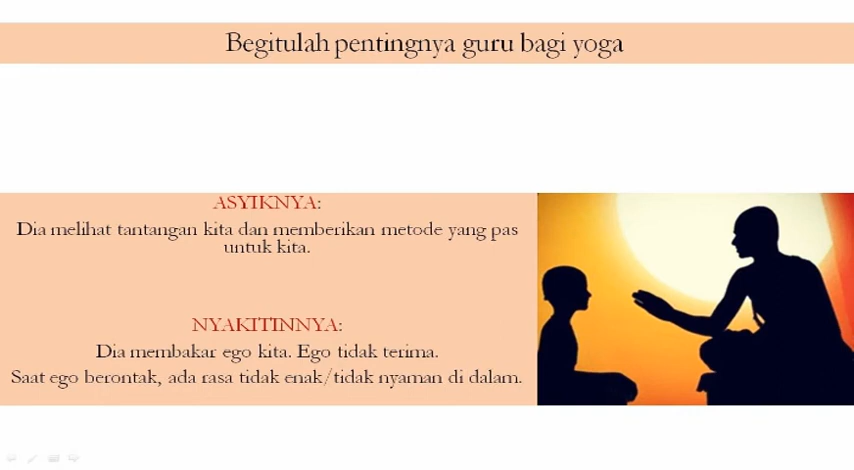 Begitulah pentingnya guru bagi yoga
ASYIKNYA:
Dia melihat tantangan kita dan memberikan metode yang pas
untuk kita.
NYAKITINNYA:
Dia membakar ego kita. Ego tidak terima.
Saat ego berontak, ada rasa tidak enak/tidak nyaman di dalam.